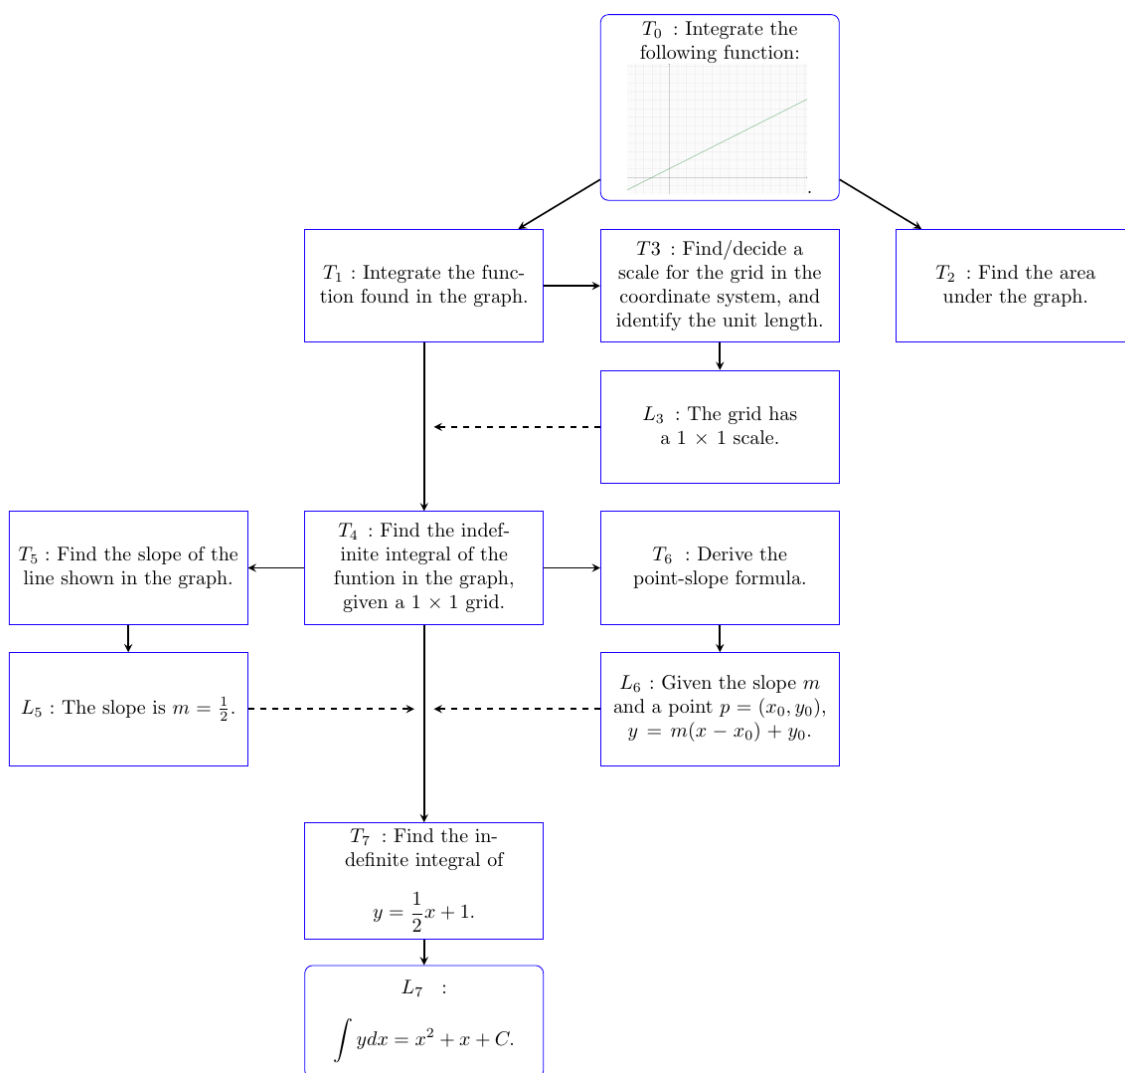 T₀ : Integrate the
following function:
.
T₁ : Integrate the func-
tion found in the graph.
T3 : Find/decide a
scale for the grid in the
coordinate system, and
identify the unit length.
T₂ : Find the area
under the graph.
L₃ : The grid has
a 1 × 1 scale.
T₅ : Find the slope of the
line shown in the graph.
T₄ : Find the indef-
inite integral of the
funtion in the graph,
given a 1 × 1 grid.
T₆ : Derive the
point-slope formula.
L₅ : The slope is m = 1/2.
L₆ : Given the slope m
and a point p = (x₀, y₀),
y = m(x − x₀) + y₀.
T₇ : Find the in-
definite integral of
y = 1/2 x + 1.
L₇ :
∫ ydx = x² + x + C.